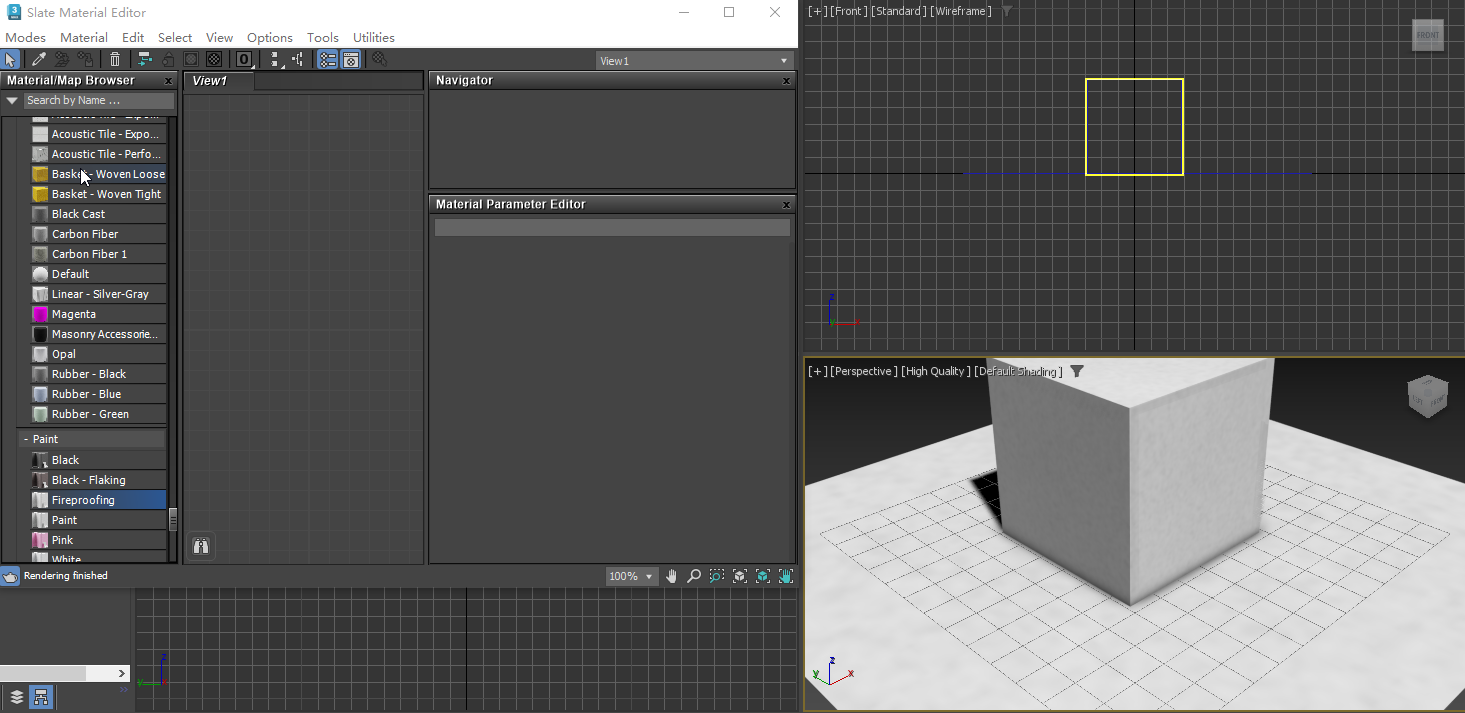 Slate Material Editor
Modes Material Edit Select View Options Tools Utilities
View1
Material/Map Browser x
Search by Name ...
Acoustic Tile - Expo...
Acoustic Tile - Perfo...
Basket - Woven Loose
Basket - Woven Tight
Black Cast
Carbon Fiber
Carbon Fiber 1
Default
Linear - Silver-Gray
Magenta
Masonry Accessorie...
Opal
Rubber - Black
Rubber - Blue
Rubber - Green
- Paint
Black
Black - Flaking
Fireproofing
Paint
Pink
White
View1
Navigator x
Material Parameter Editor x
Rendering finished
100%
z
y
x
[+] [Front] [Standard] [Wireframe]
FRONT
z
y
x
[+] [Perspective] [High Quality] [Default Shading]
LEFT
FRONT
z
y
x